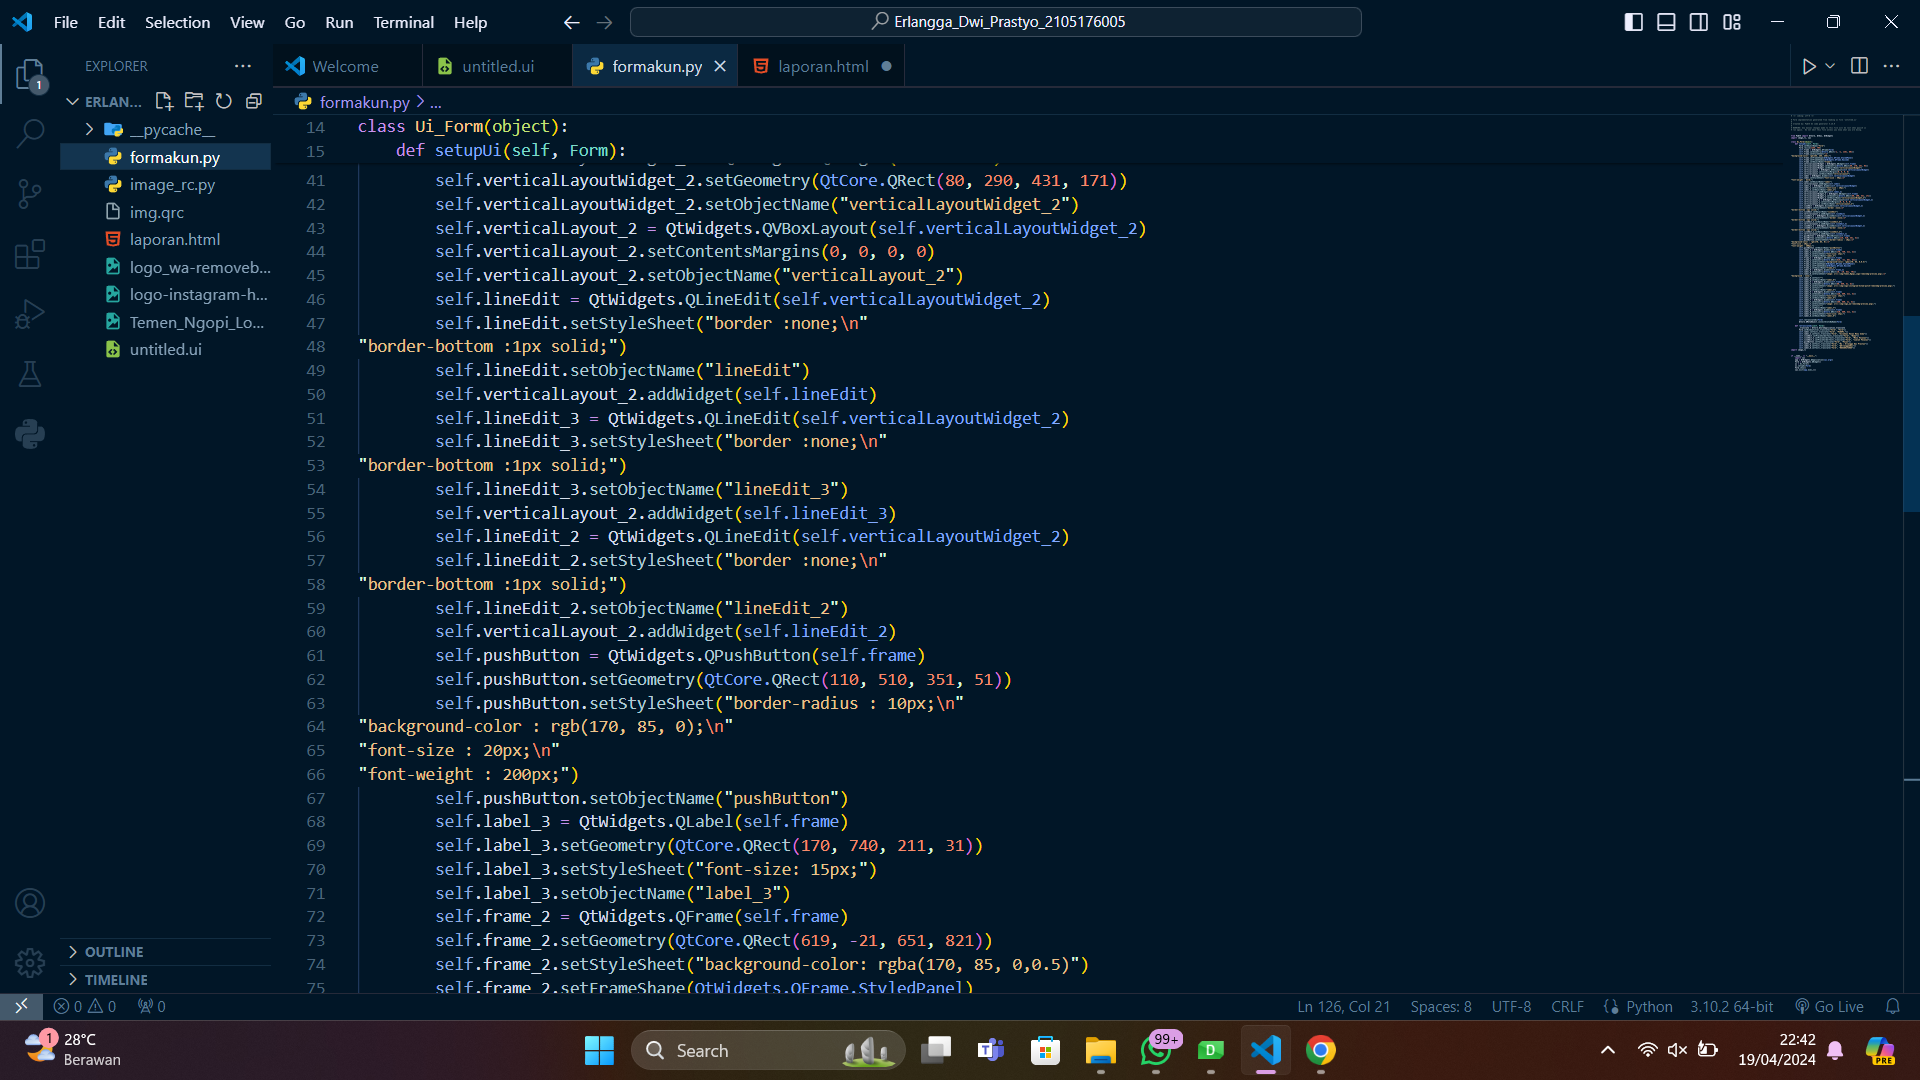 File Edit Selection View Go Run Terminal Help
Erlangga_Dwi_Prastyo_2105176005
EXPLORER
Welcome untitled.ui formakun.py laporan.html
ERLAN...
formakun.py > ...
1
__pycache__
formakun.py
image_rc.py
img.qrc
laporan.html
logo_wa-removeb...
logo-instagram-h...
Temen_Ngopi_Lo...
untitled.ui
14 class Ui_Form(object):
15 def setupUi(self, Form):
41 self.verticalLayoutWidget_2.setGeometry(QtCore.QRect(80, 290, 431, 171))
42 self.verticalLayoutWidget_2.setObjectName("verticalLayoutWidget_2")
43 self.verticalLayout_2 = QtWidgets.QVBoxLayout(self.verticalLayoutWidget_2)
44 self.verticalLayout_2.setContentsMargins(0, 0, 0, 0)
45 self.verticalLayout_2.setObjectName("verticalLayout_2")
46 self.lineEdit = QtWidgets.QLineEdit(self.verticalLayoutWidget_2)
47 self.lineEdit.setStyleSheet("border :none;\n"
48 "border-bottom :1px solid;")
49 self.lineEdit.setObjectName("lineEdit")
50 self.verticalLayout_2.addWidget(self.lineEdit)
51 self.lineEdit_3 = QtWidgets.QLineEdit(self.verticalLayoutWidget_2)
52 self.lineEdit_3.setStyleSheet("border :none;\n"
53 "border-bottom :1px solid;")
54 self.lineEdit_3.setObjectName("lineEdit_3")
55 self.verticalLayout_2.addWidget(self.lineEdit_3)
56 self.lineEdit_2 = QtWidgets.QLineEdit(self.verticalLayoutWidget_2)
57 self.lineEdit_2.setStyleSheet("border :none;\n"
58 "border-bottom :1px solid;")
59 self.lineEdit_2.setObjectName("lineEdit_2")
60 self.verticalLayout_2.addWidget(self.lineEdit_2)
61 self.pushButton = QtWidgets.QPushButton(self.frame)
62 self.pushButton.setGeometry(QtCore.QRect(110, 510, 351, 51))
63 self.pushButton.setStyleSheet("border-radius : 10px;\n"
64 "background-color : rgb(170, 85, 0);\n"
65 "font-size : 20px;\n"
66 "font-weight : 200px;")
67 self.pushButton.setObjectName("pushButton")
68 self.label_3 = QtWidgets.QLabel(self.frame)
69 self.label_3.setGeometry(QtCore.QRect(170, 740, 211, 31))
70 self.label_3.setStyleSheet("font-size: 15px;")
71 self.label_3.setObjectName("label_3")
72 self.frame_2 = QtWidgets.QFrame(self.frame)
73 self.frame_2.setGeometry(QtCore.QRect(619, -21, 651, 821))
74 self.frame_2.setStyleSheet("background-color: rgba(170, 85, 0,0.5)")
75 self.frame_2.setFrameShape(QtWidgets.QFrame.StyledPanel)
OUTLINE
TIMELINE
0 0 0
Ln 126, Col 21 Spaces: 8 UTF-8 CRLF Python 3.10.2 64-bit Go Live
1 28°C
Berawan
Search
99+
D
22:42
19/04/2024
PRE